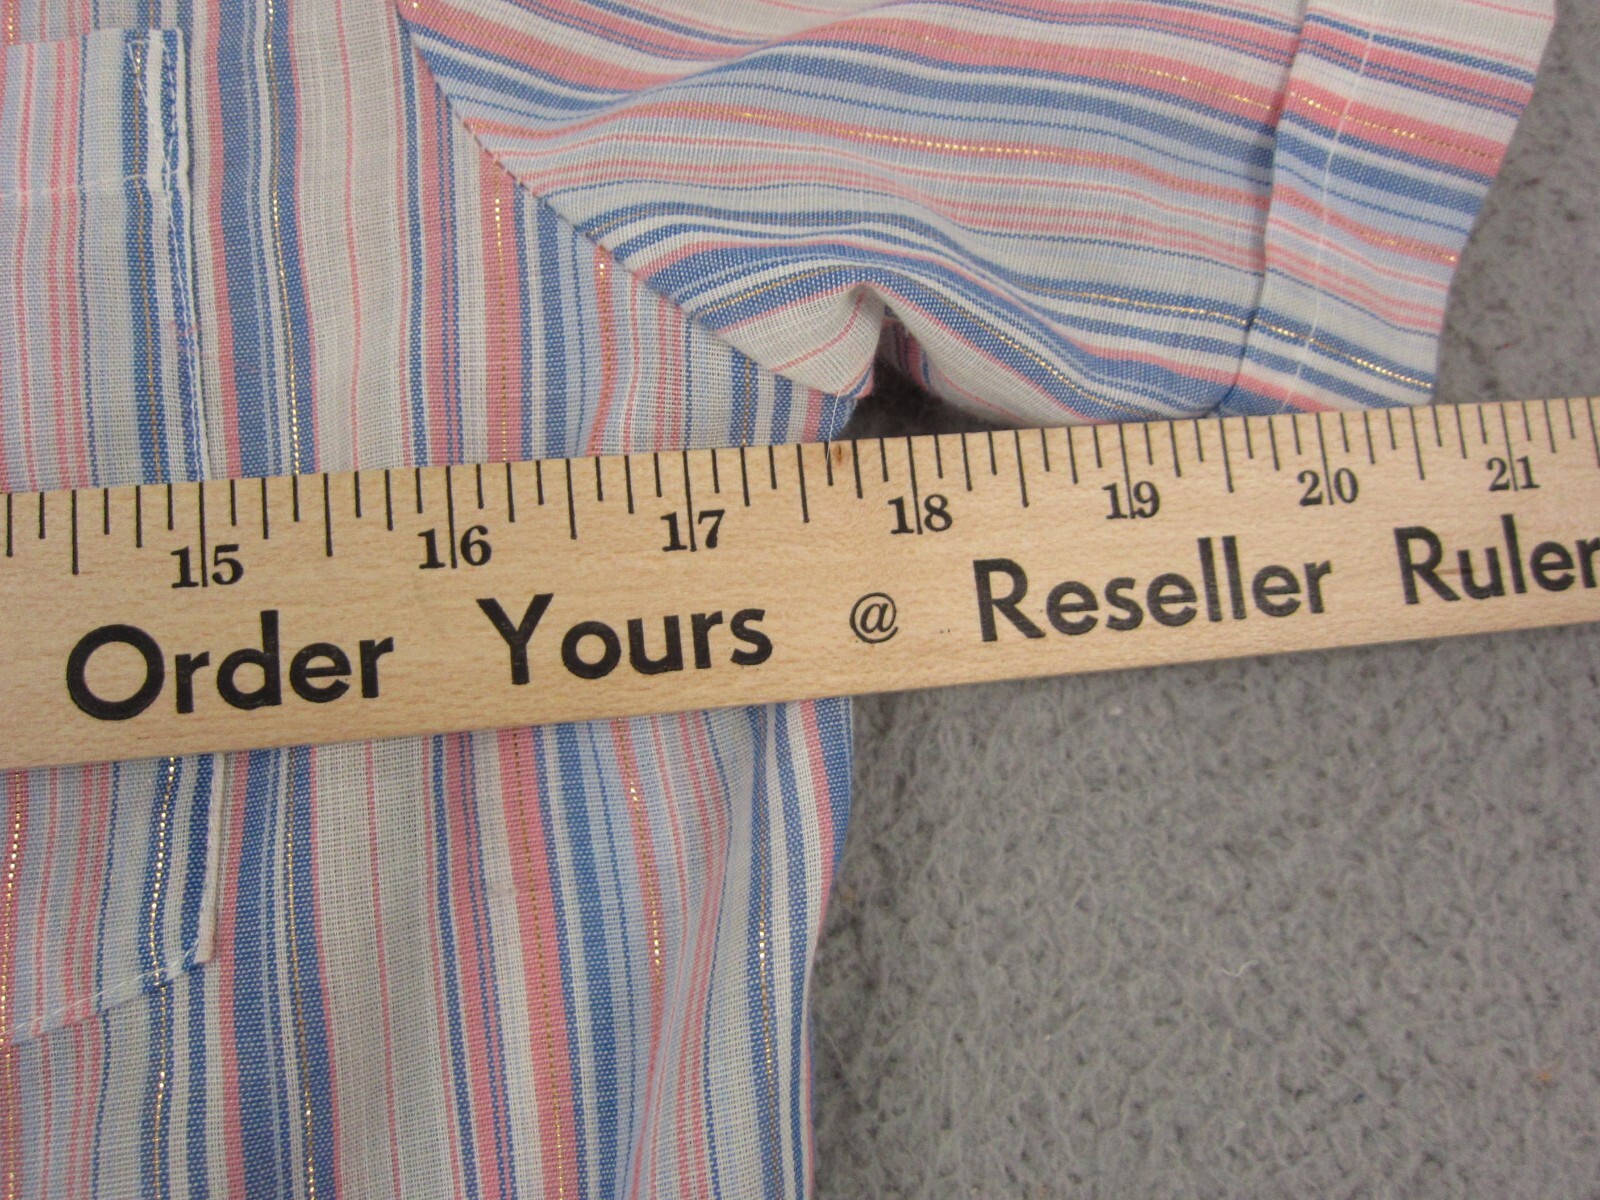 15 16 17 18 19 20 21
Order Yours @ Reseller Ruler